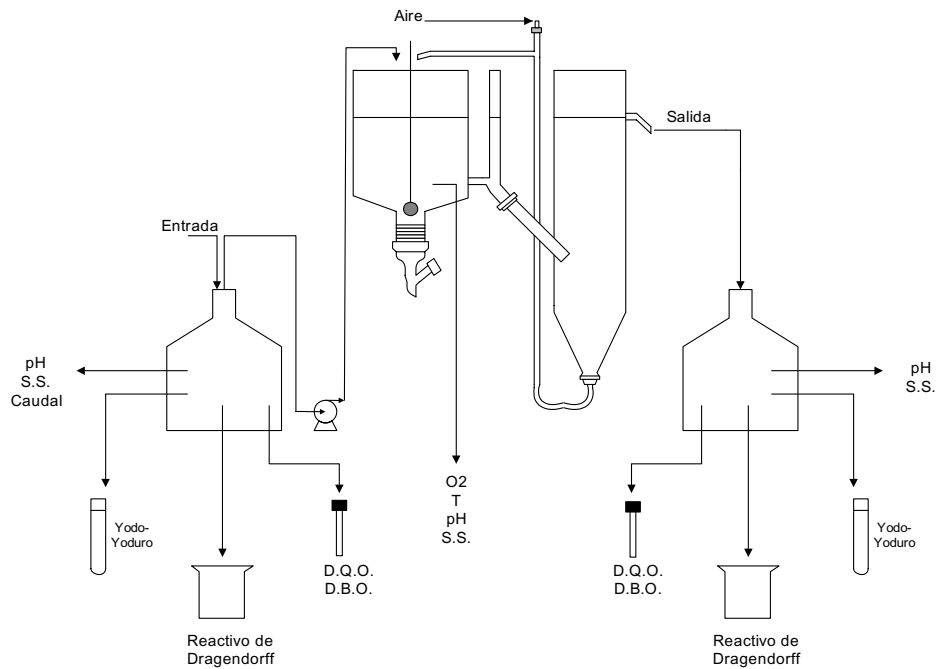 Aire
Salida
Entrada
pH
S.S.
Caudal
pH
S.S.
O2
T
pH
S.S.
Yodo-
Yoduro
D.Q.O.
D.B.O.
D.Q.O.
D.B.O.
Yodo-
Yoduro
Reactivo de
Dragendorff
Reactivo de
Dragendorff